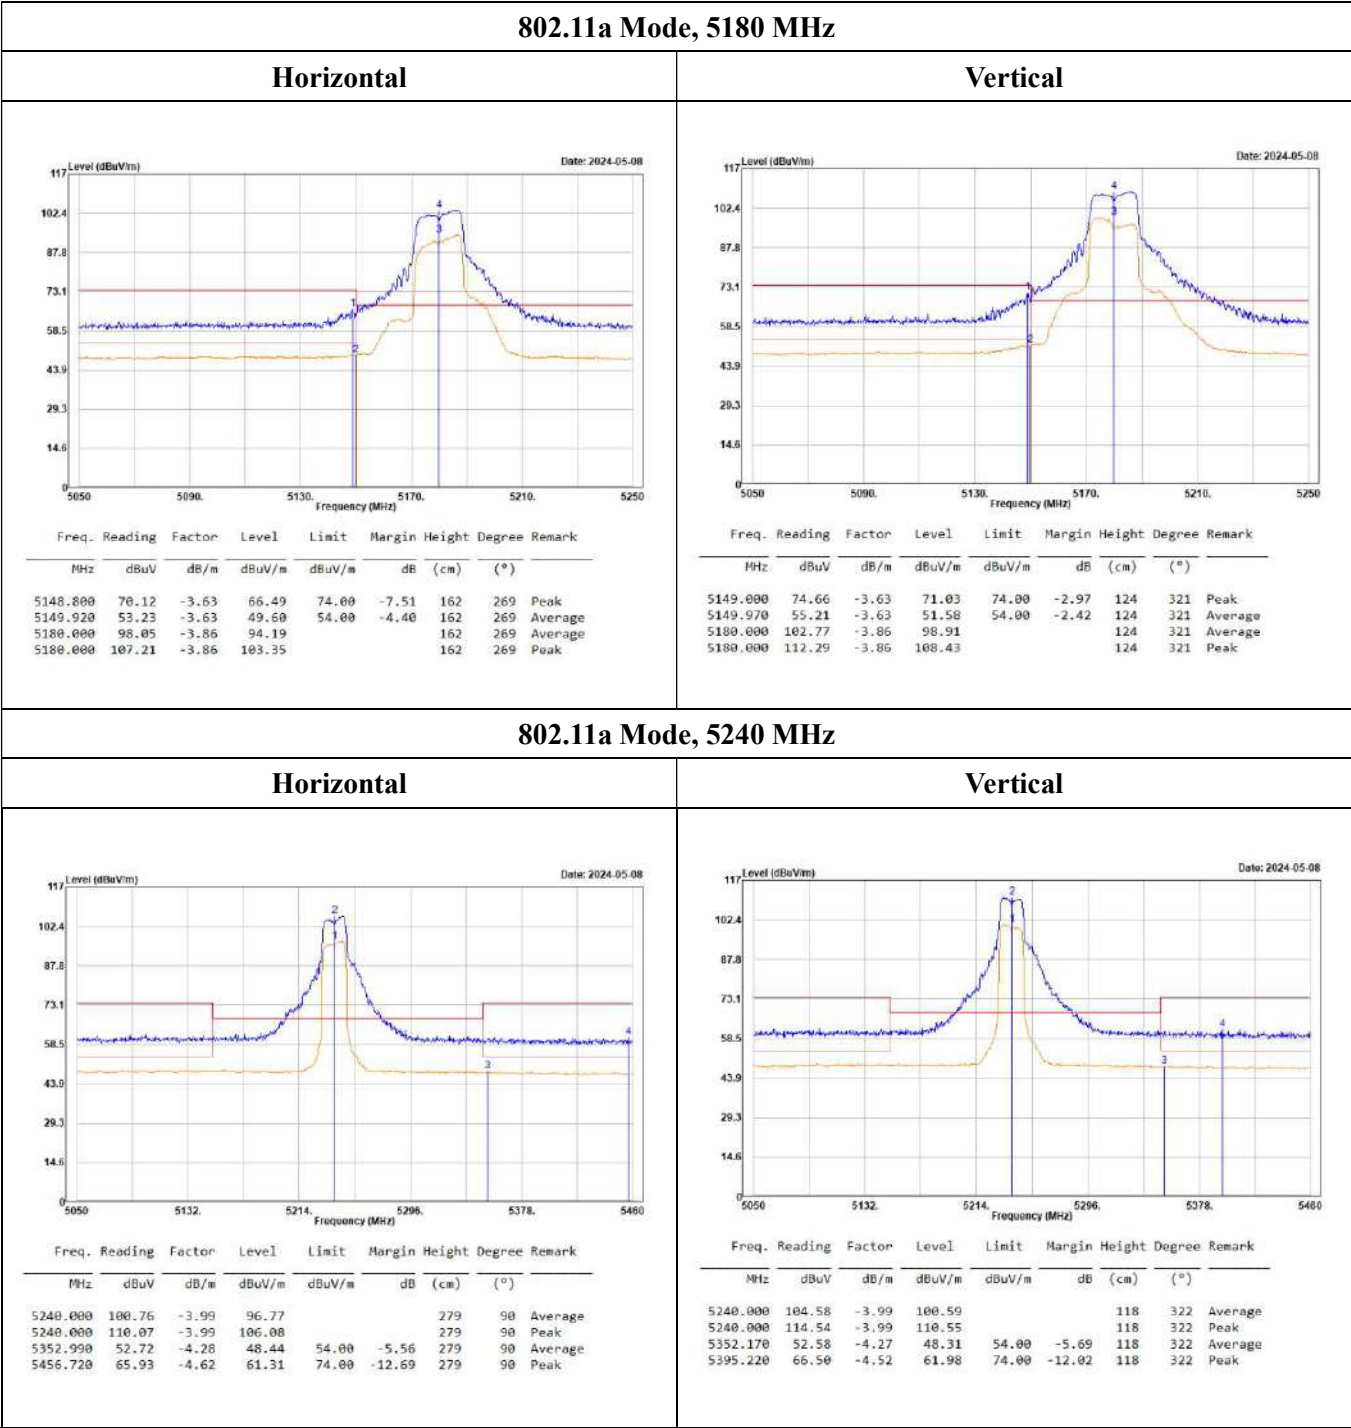 802.11a Mode, 5180 MHz
Horizontal Vertical
Level (dBuV/m) Date: 2024-05-08
117
102.4
87.8
73.1
58.5
43.9
29.3
14.6
0
4
3
1
2
5050 5090. 5130. 5170. 5210. 5250
Frequency (MHz)
Freq. Reading Factor Level Limit Margin Height Degree Remark
MHz dBuV dB/m dBuV/m dBuV/m dB (cm) (°)
5148.800 70.12 -3.63 66.49 74.00 -7.51 162 269 Peak
5149.920 53.23 -3.63 49.60 54.00 -4.40 162 269 Average
5180.000 98.05 -3.86 94.19 162 269 Average
5180.000 107.21 -3.86 103.35 162 269 Peak
Level (dBuV/m) Date: 2024-05-08
117
102.4
87.8
73.1
58.5
43.9
29.3
14.6
0
4
3
1
2
5050 5090. 5130. 5170. 5210. 5250
Frequency (MHz)
Freq. Reading Factor Level Limit Margin Height Degree Remark
MHz dBuV dB/m dBuV/m dBuV/m dB (cm) (°)
5149.000 74.66 -3.63 71.03 74.00 -2.97 124 321 Peak
5149.970 55.21 -3.63 51.58 54.00 -2.42 124 321 Average
5180.000 102.77 -3.86 98.91 124 321 Average
5180.000 112.29 -3.86 108.43 124 321 Peak
802.11a Mode, 5240 MHz
Horizontal Vertical
Level (dBuV/m) Date: 2024-05-08
117
102.4
87.8
73.1
58.5
43.9
29.3
14.6
0
2
1
4
3
5050 5132. 5214. 5296. 5378. 5460
Frequency (MHz)
Freq. Reading Factor Level Limit Margin Height Degree Remark
MHz dBuV dB/m dBuV/m dBuV/m dB (cm) (°)
5240.000 100.76 -3.99 96.77 279 90 Average
5240.000 110.07 -3.99 106.08 279 90 Peak
5352.990 52.72 -4.28 48.44 54.00 -5.56 279 90 Average
5456.720 65.93 -4.62 61.31 74.00 -12.69 279 90 Peak
Level (dBuV/m) Date: 2024-05-08
117
102.4
87.8
73.1
58.5
43.9
29.3
14.6
0
2
1
4
3
5050 5132. 5214. 5296. 5378. 5460
Frequency (MHz)
Freq. Reading Factor Level Limit Margin Height Degree Remark
MHz dBuV dB/m dBuV/m dBuV/m dB (cm) (°)
5240.000 104.58 -3.99 100.59 118 322 Average
5240.000 114.54 -3.99 110.55 118 322 Peak
5352.170 52.58 -4.27 48.31 54.00 -5.69 118 322 Average
5395.220 66.50 -4.52 61.98 74.00 -12.02 118 322 Peak